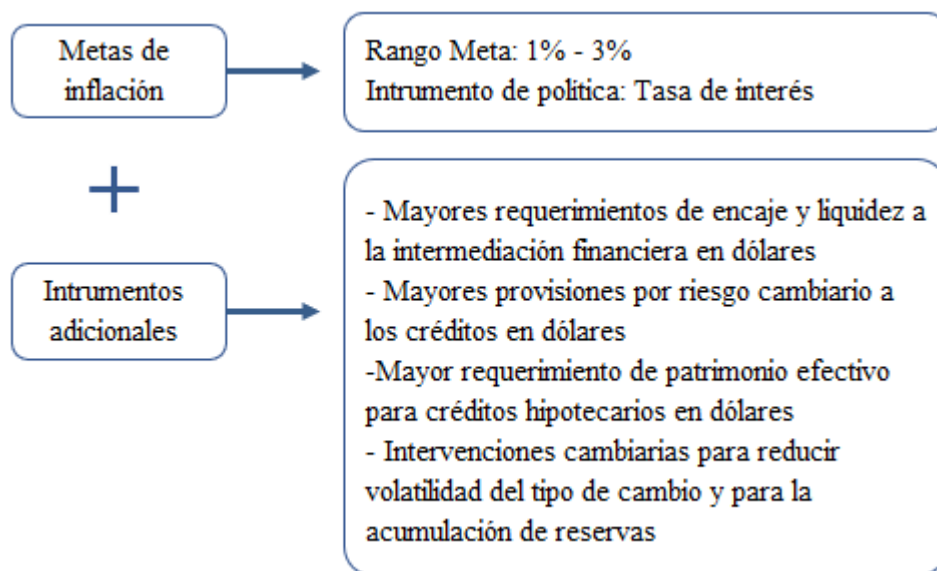 Metas de
inflación
Rango Meta: 1% - 3%
Intrumento de política: Tasa de interés
+
Intrumentos
adicionales
- Mayores requerimientos de encaje y liquidez a
la intermediación financiera en dólares
- Mayores provisiones por riesgo cambiario a
los créditos en dólares
-Mayor requerimiento de patrimonio efectivo
para créditos hipotecarios en dólares
- Intervenciones cambiarias para reducir
volatilidad del tipo de cambio y para la
acumulación de reservas